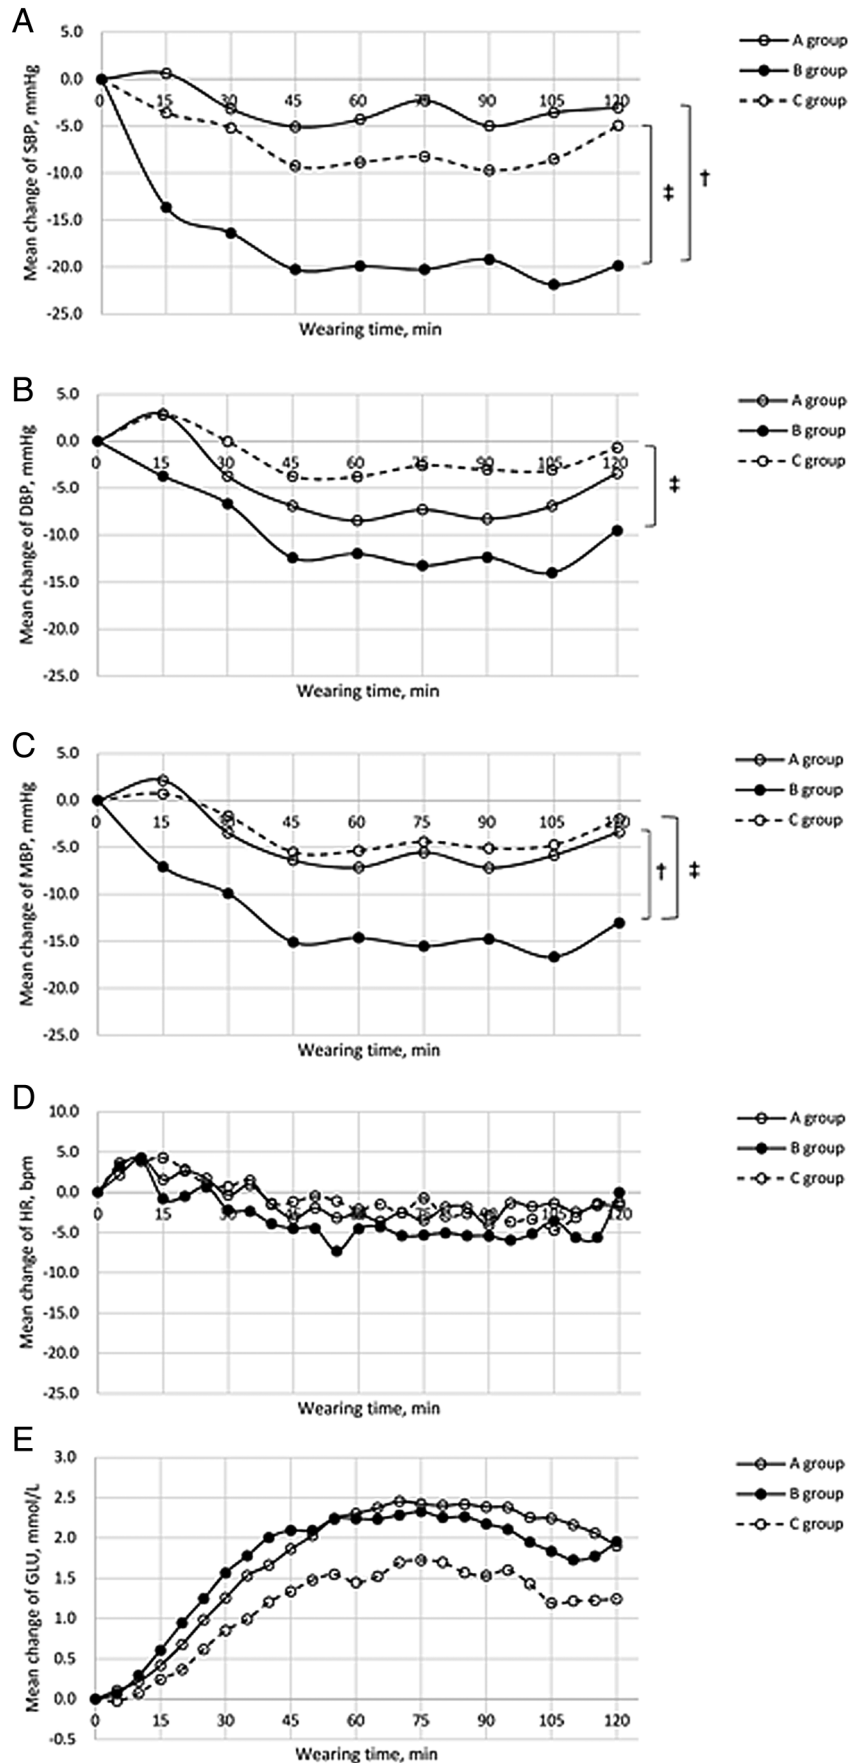 A
Mean change of SBP, mmHg
5.0
0.0
-5.0
-10.0
-15.0
-20.0
-25.0
0 15 30 45 60 75 90 105 120
Wearing time, min
A group
B group
C group
‡ †
B
Mean change of DBP, mmHg
5.0
0.0
-5.0
-10.0
-15.0
-20.0
-25.0
0 15 30 45 60 75 90 105 120
Wearing time, min
A group
B group
C group
‡
C
Mean change of MBP, mmHg
5.0
0.0
-5.0
-10.0
-15.0
-20.0
-25.0
0 15 30 45 60 75 90 105 120
Wearing time, min
A group
B group
C group
† ‡
D
Mean change of HR, bpm
10.0
5.0
0.0
-5.0
-10.0
-15.0
-20.0
-25.0
0 15 30 45 60 75 90 105 120
Wearing time, min
A group
B group
C group
E
Mean change of GLU, mmol/L
3.0
2.5
2.0
1.5
1.0
0.5
0.0
-0.5
0 15 30 45 60 75 90 105 120
Wearing time, min
A group
B group
C group